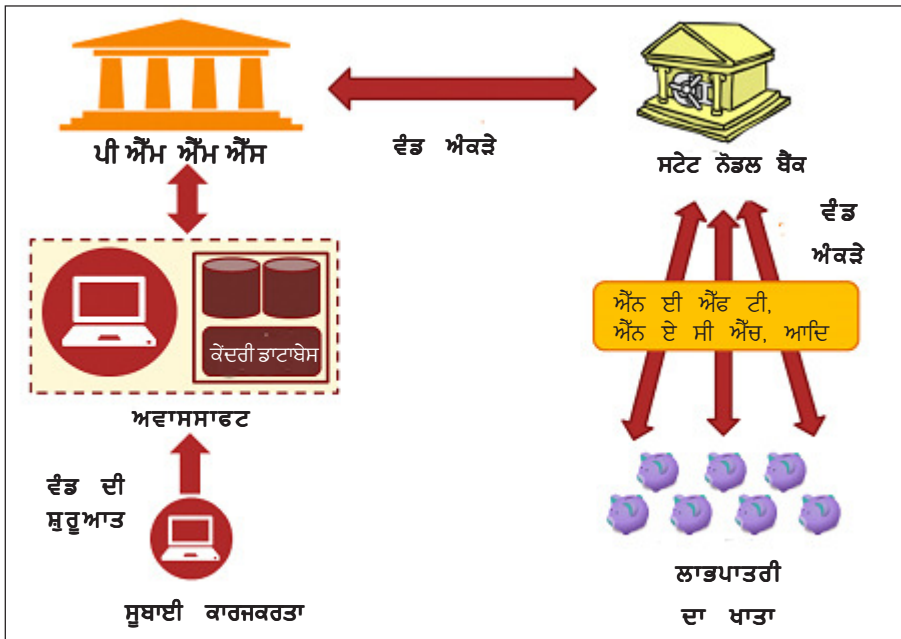 ਪੀ ਐੱਮ ਐੱਮ ਐੱਸ
ਵੰਡ ਅੰਕੜੇ
ਸਟੇਟ ਨੋਡਲ ਬੈਂਕ
ਵੰਡ
ਅੰਕੜੇ
ਐੱਨ ਈ ਐੱਫ ਟੀ,
ਐੱਨ ਏ ਸੀ ਐੱਚ, ਆਦਿ
ਕੇਂਦਰੀ ਡਾਟਾਬੇਸ
ਅਵਾਸਸਾਫਟ
ਵੰਡ ਦੀ
ਸ਼ੁਰੂਆਤ
ਸੂਬਾਈ ਕਾਰਜਕਰਤਾ
ਲਾਭਪਾਤਰੀ
ਦਾ ਖਾਤਾ